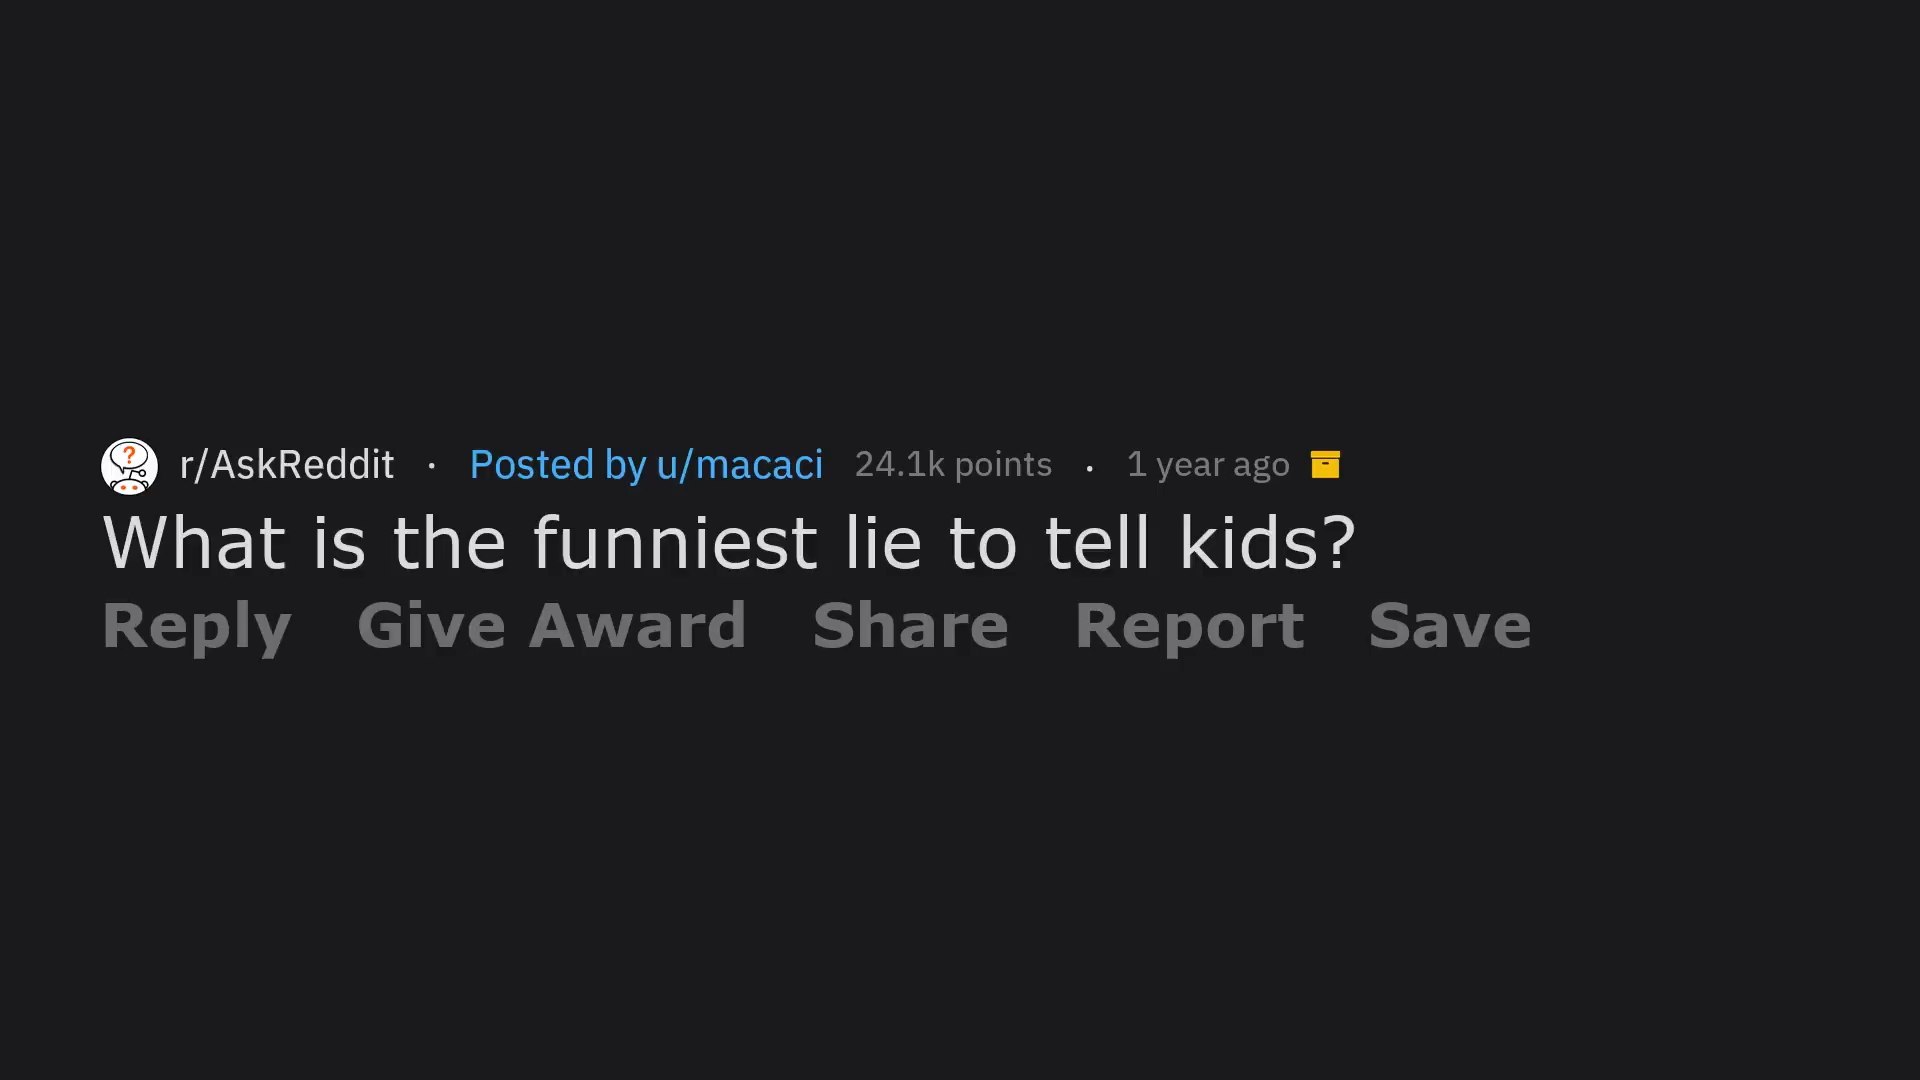 r/AskReddit · Posted by u/macaci 24.1k points . 1 year ago
What is the funniest lie to tell kids?
Reply Give Award Share Report Save